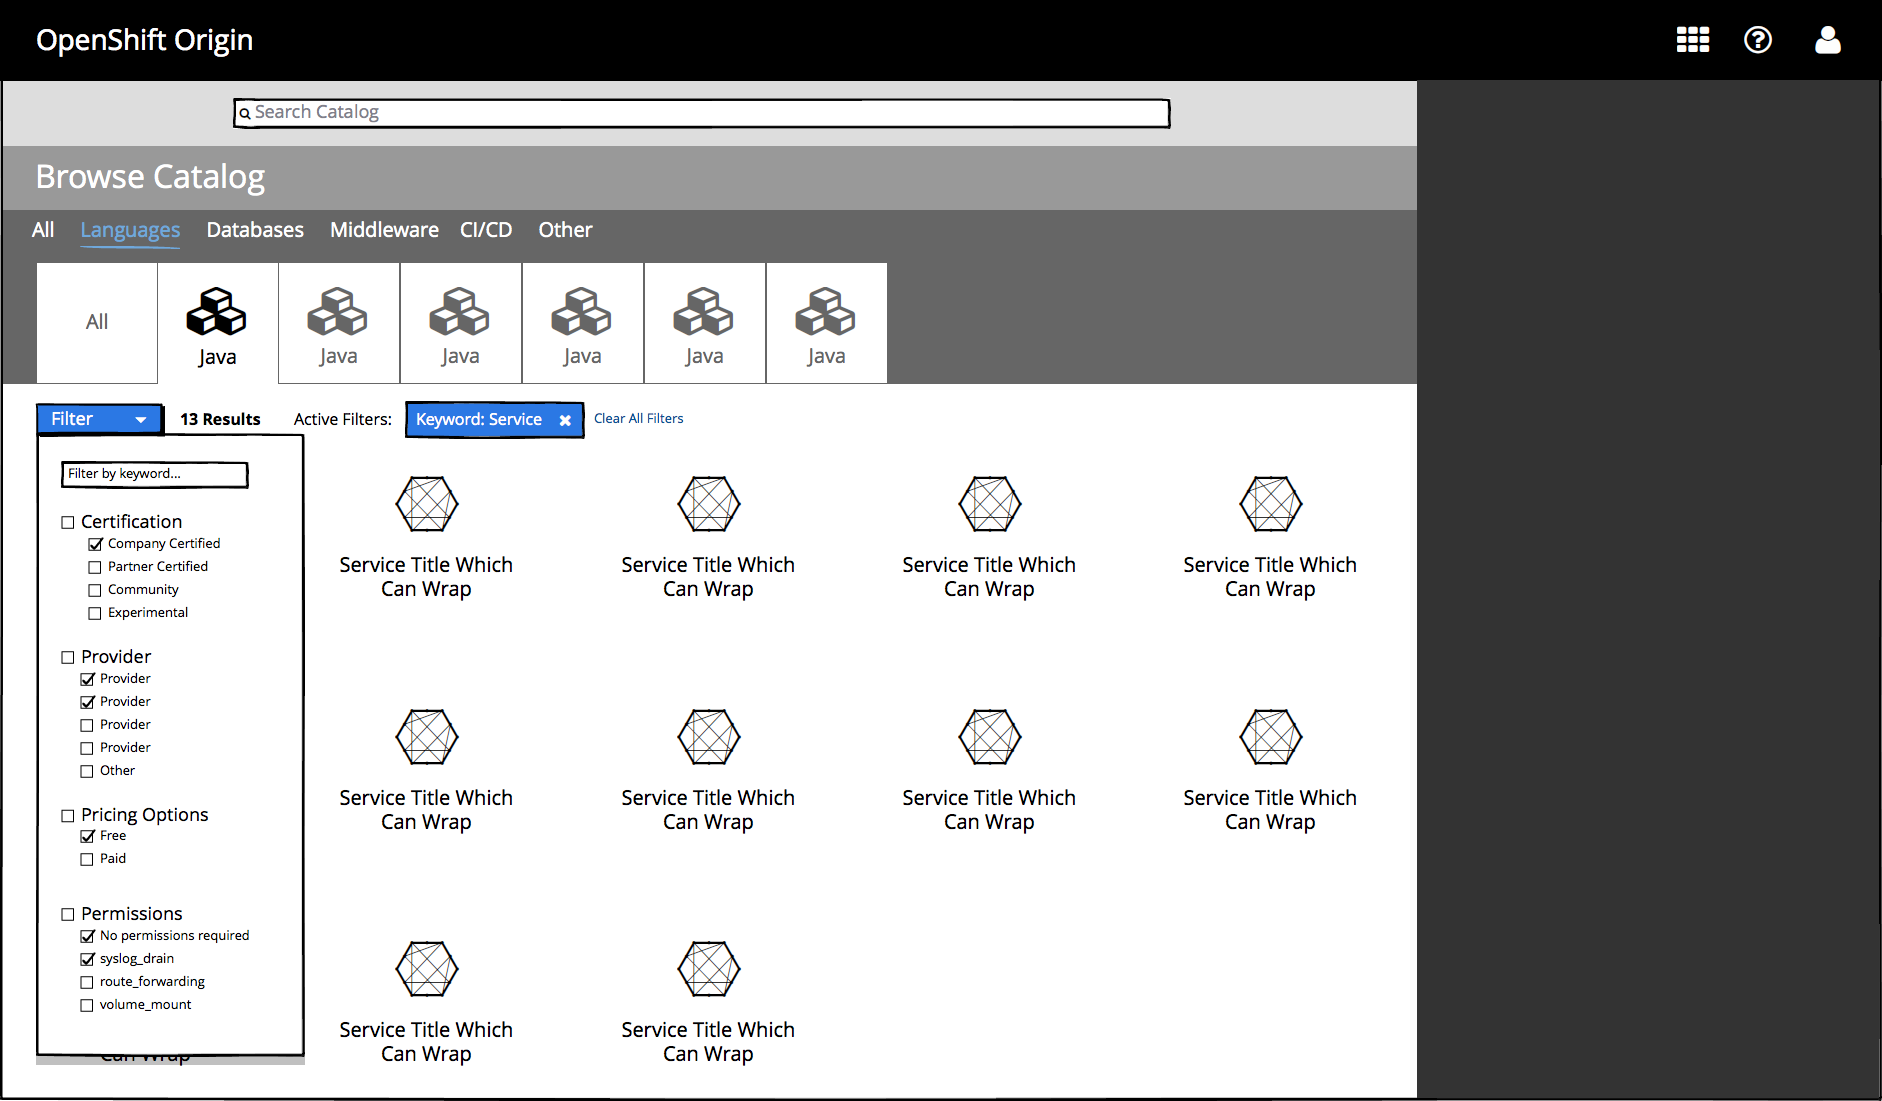 OpenShift Origin
Search Catalog
Browse Catalog
All Languages Databases Middleware CI/CD Other
All
Java Java Java Java Java Java
Filter 13 Results Active Filters: Keyword: Service Clear All Filters
Filter by keyword...
Certification
Company Certified
Partner Certified
Community
Experimental
Provider
Provider
Provider
Provider
Provider
Other
Pricing Options
Free
Paid
Permissions
No permissions required
syslog_drain
route_forwarding
volume_mount
Can Wrap
Service Title Which
Can Wrap
Service Title Which
Can Wrap
Service Title Which
Can Wrap
Service Title Which
Can Wrap
Service Title Which
Can Wrap
Service Title Which
Can Wrap
Service Title Which
Can Wrap
Service Title Which
Can Wrap
Service Title Which
Can Wrap
Service Title Which
Can Wrap